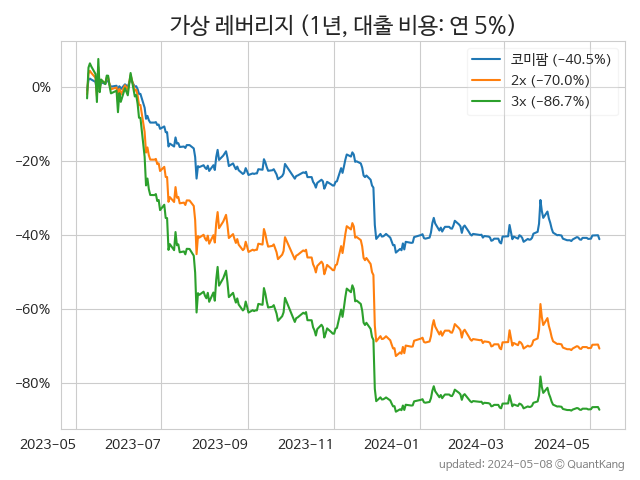 가상 레버리지 (1년, 대출 비용: 연 5%)
코미팜 (−40.5%)
2x (−70.0%)
3x (−86.7%)
0%
−20%
−40%
−60%
−80%
2023-05 2023-07 2023-09 2023-11 2024-01 2024-03 2024-05
updated: 2024-05-08 © QuantKang